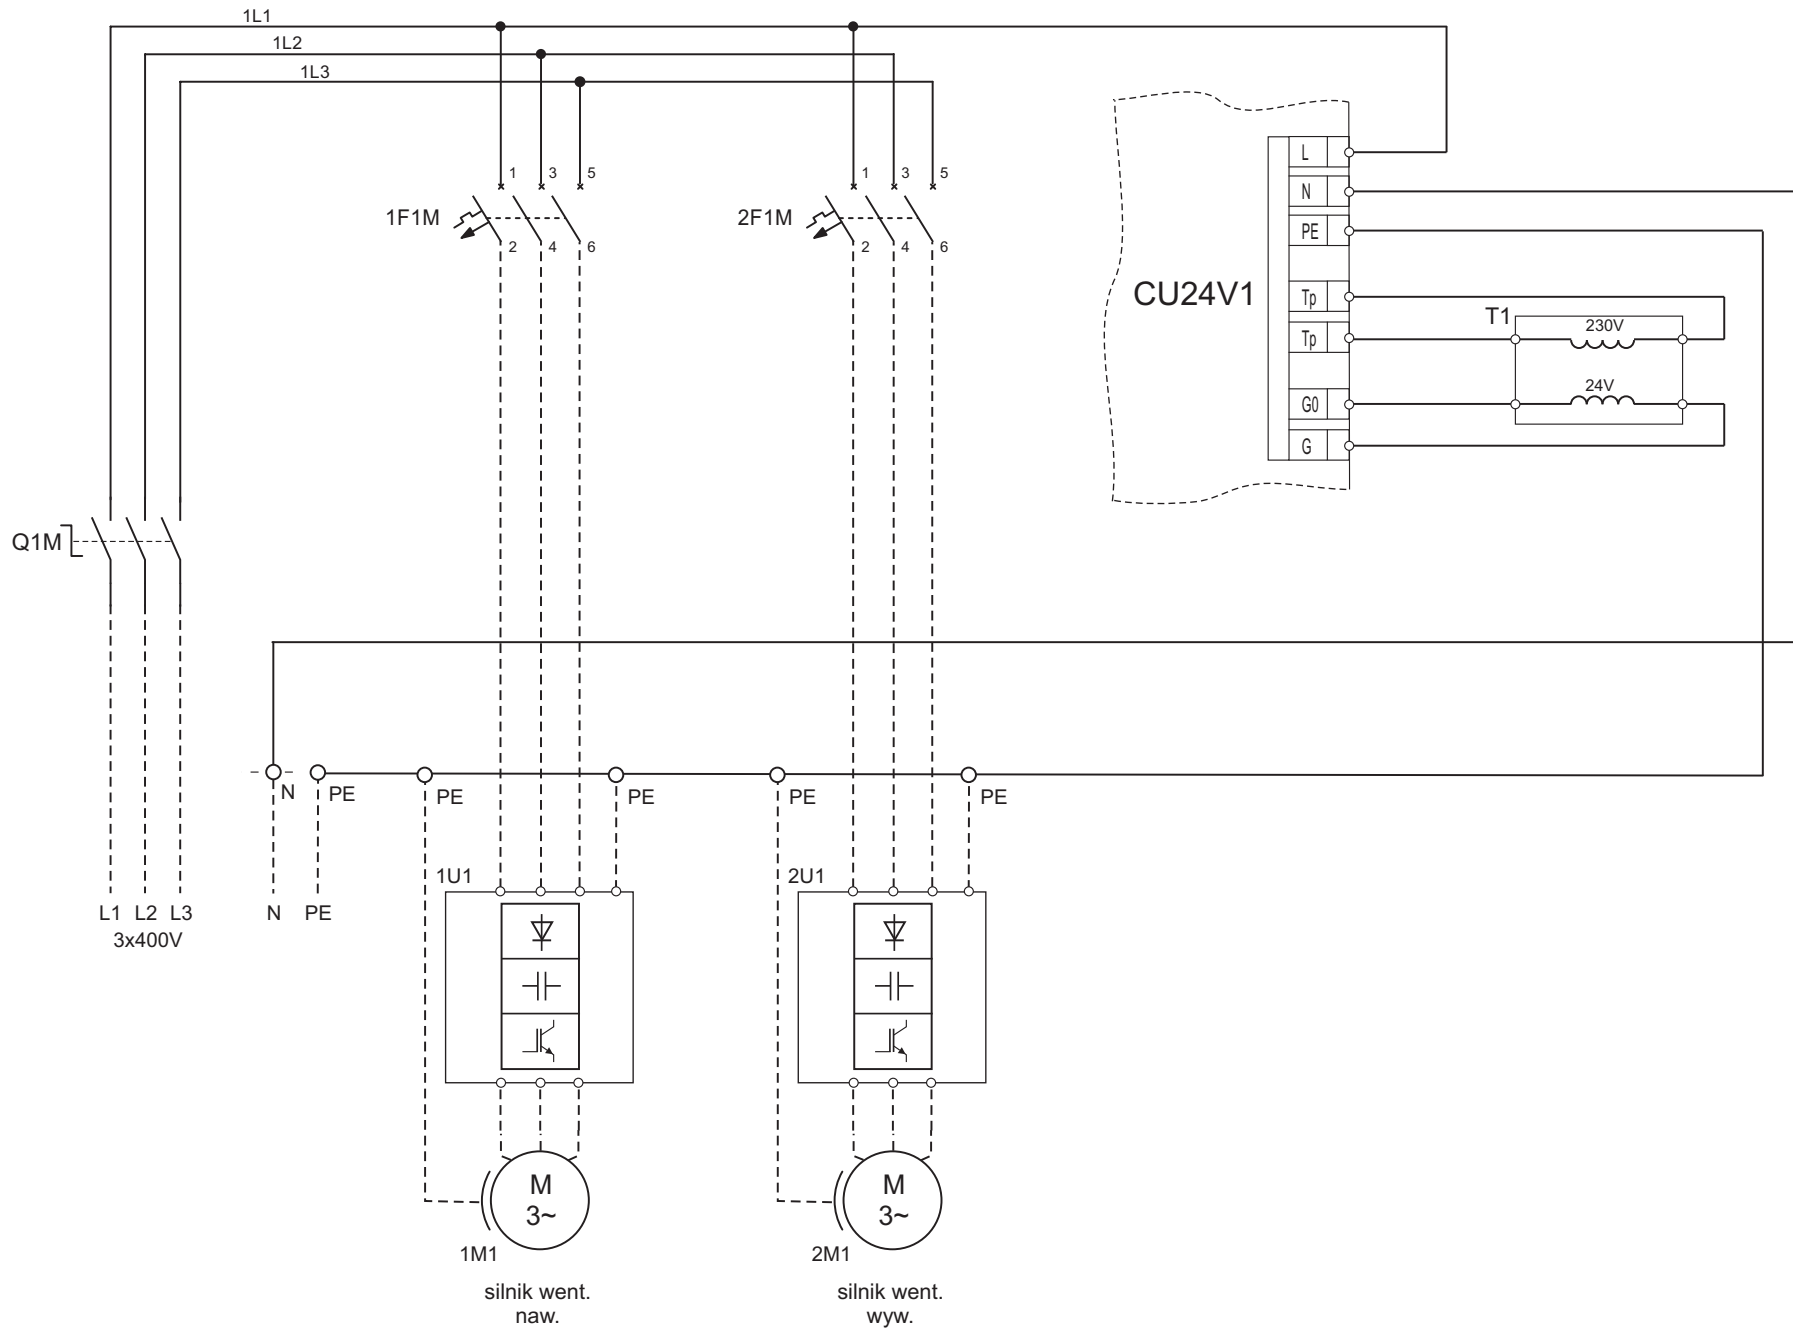 1L1
1L2
1L3
1 3 5
1F1M
2 4 6
1 3 5
2F1M
2 4 6
CU24V1
L
N
PE
Tp
Tp
G0
G
T1
230V
24V
Q1M
N PE PE PE PE PE
L1 L2 L3 N PE
3x400V
1U1
2U1
M
3~
1M1
silnik went.
naw.
M
3~
2M1
silnik went.
wyw.